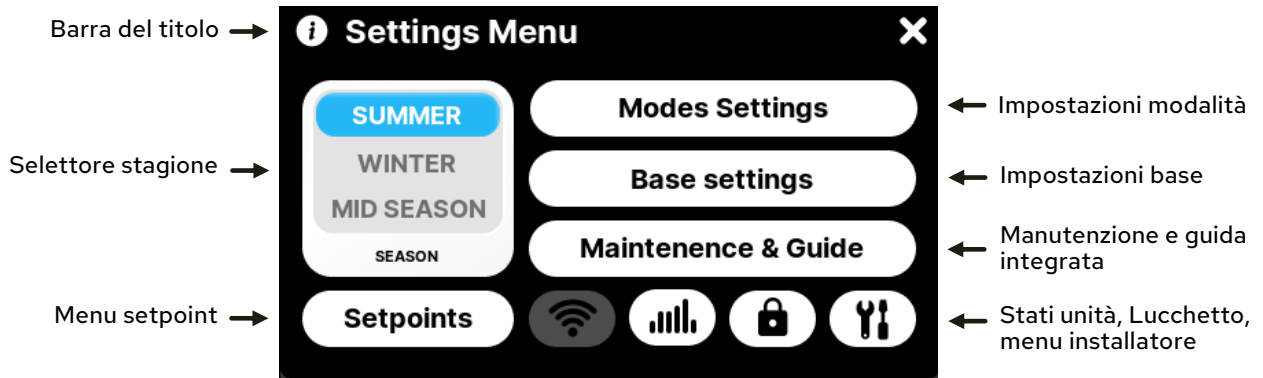 Barra del titolo
Settings Menu
Selettore stagione
SUMMER
WINTER
MID SEASON
SEASON
Modes Settings
Impostazioni modalità
Base settings
Impostazioni base
Maintenence & Guide
Manutenzione e guida
integrata
Menu setpoint
Setpoints
Stati unità, Lucchetto,
menu installatore